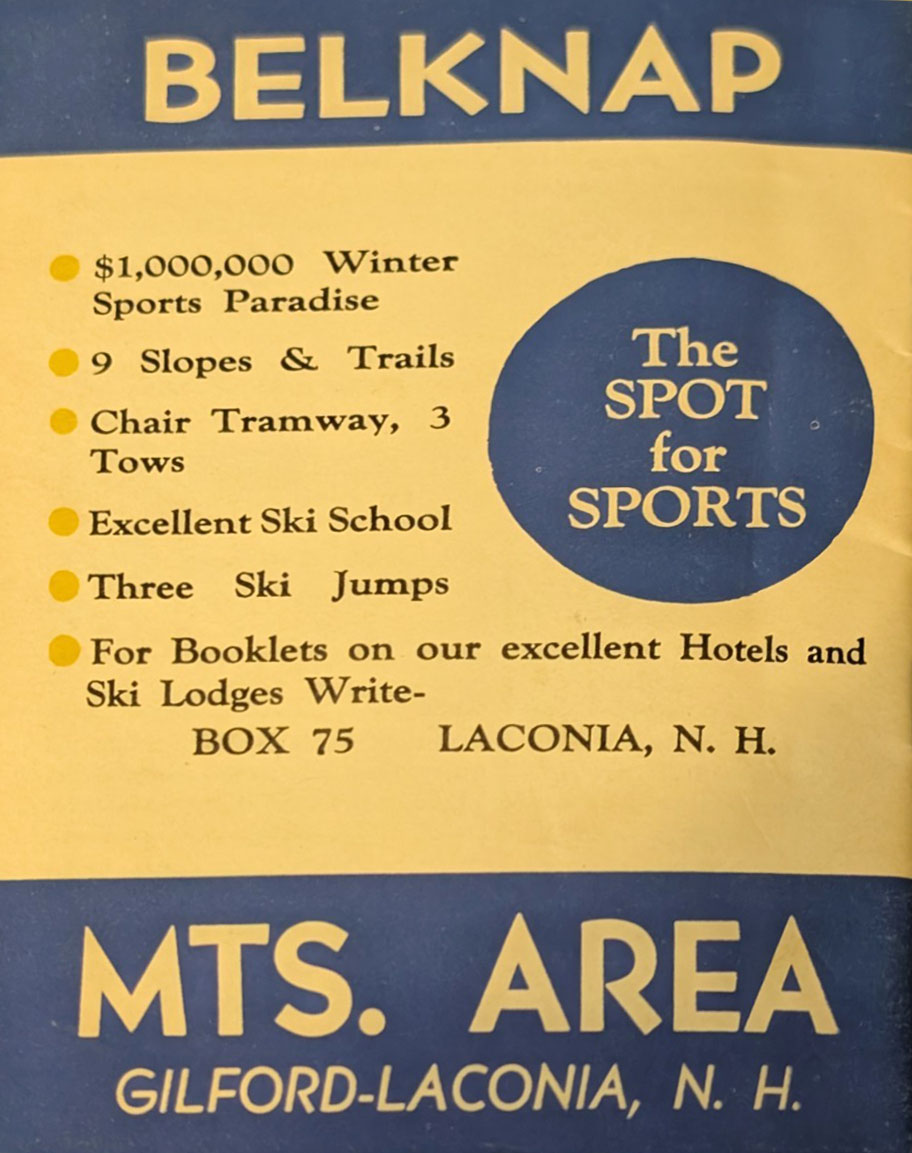 BELKNAP
$1,000,000 Winter
Sports Paradise
9 Slopes & Trails
Chair Tramway, 3
Tows
Excellent Ski School
Three Ski Jumps
The
SPOT
for
SPORTS
For Booklets on our excellent Hotels and
Ski Lodges Write-
BOX 75 LACONIA, N. H.
MTS. AREA
GILFORD-LACONIA, N. H.